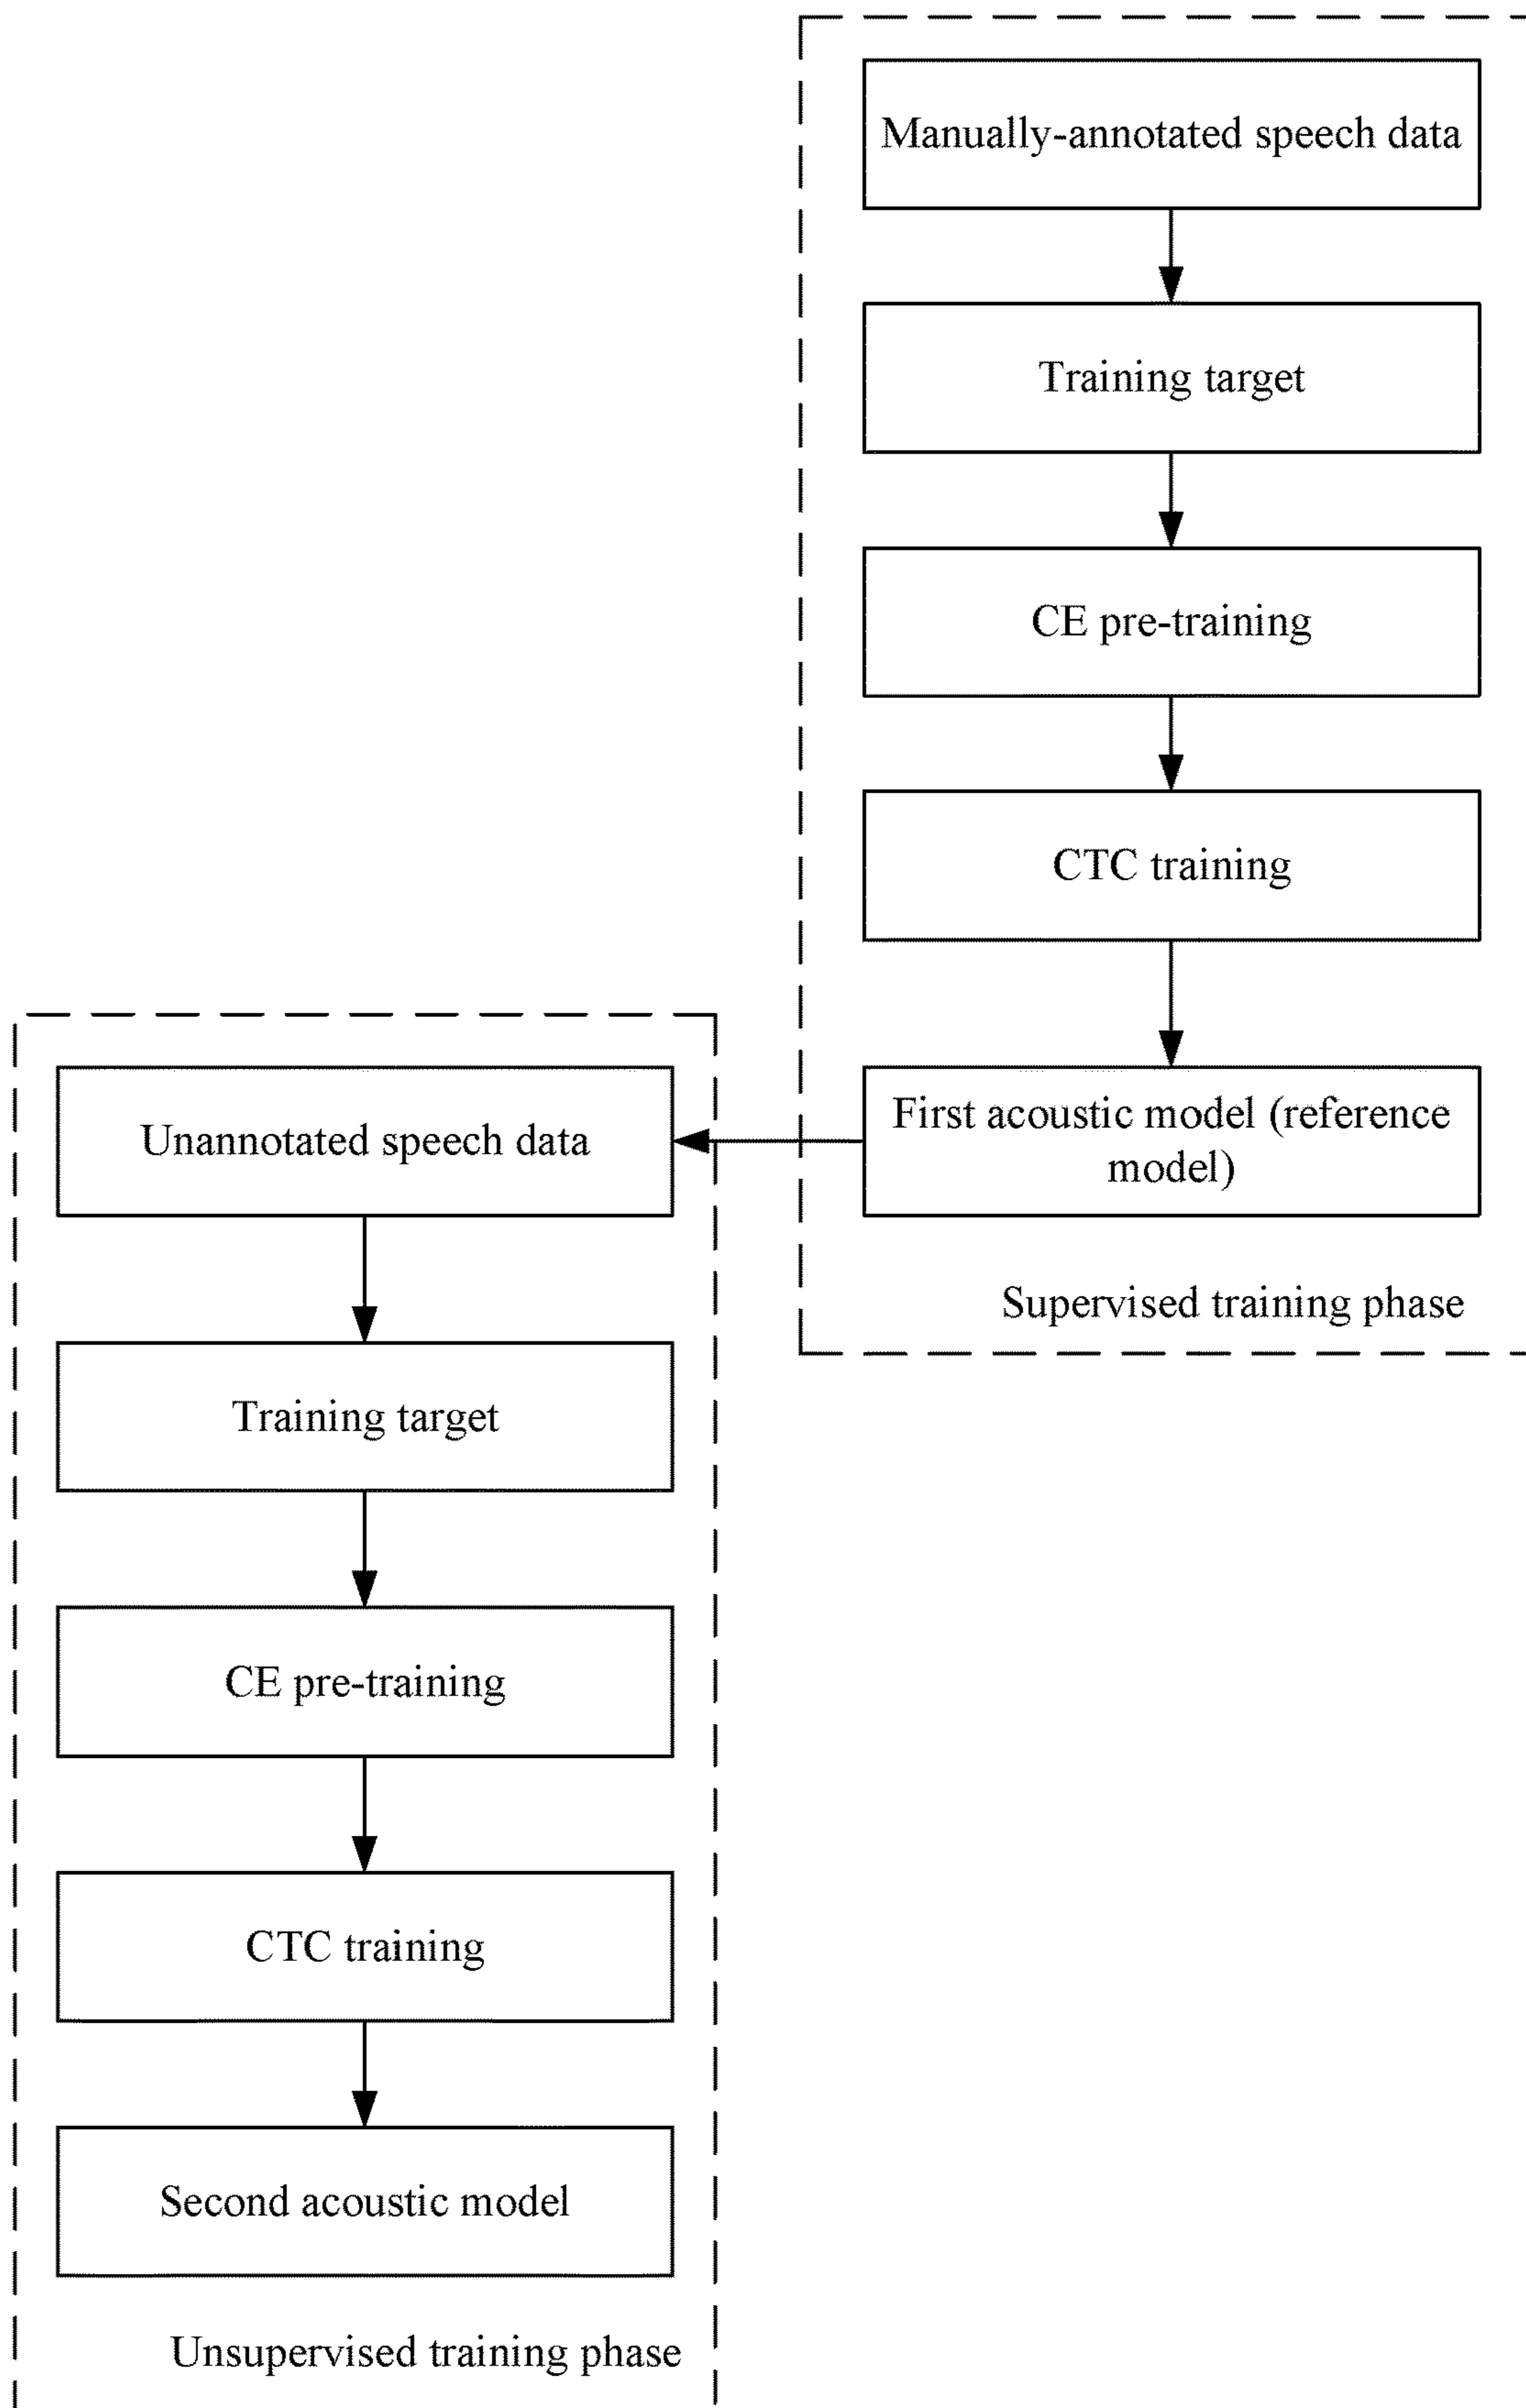 Manually-annotated speech data
Training target
CE pre-training
CTC training
First acoustic model (reference
model)
Supervised training phase
Unannotated speech data
Training target
CE pre-training
CTC training
Second acoustic model
Unsupervised training phase